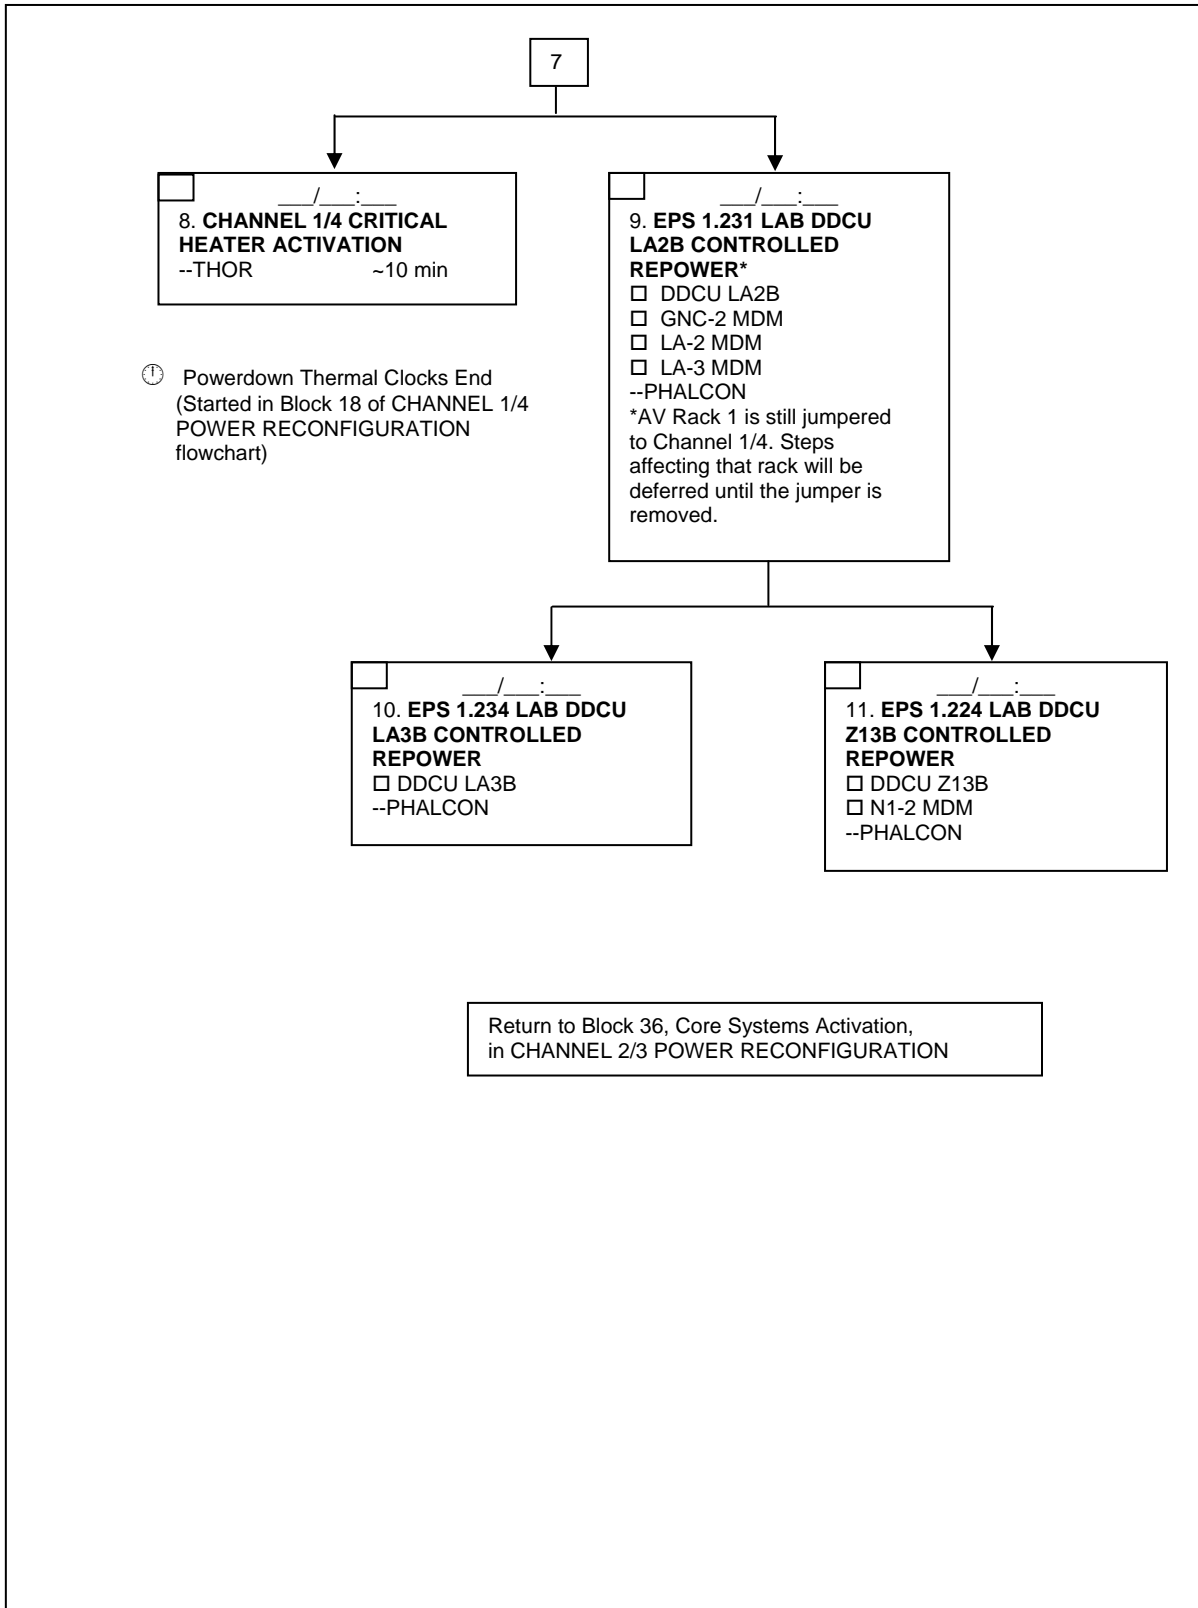 7
___/___:___
8. CHANNEL 1/4 CRITICAL
HEATER ACTIVATION
--THOR ~10 min
Powerdown Thermal Clocks End
(Started in Block 18 of CHANNEL 1/4
POWER RECONFIGURATION
flowchart)
___/___:___
9. EPS 1.231 LAB DDCU
LA2B CONTROLLED
REPOWER*
☐ DDCU LA2B
☐ GNC-2 MDM
☐ LA-2 MDM
☐ LA-3 MDM
--PHALCON
*AV Rack 1 is still jumpered
to Channel 1/4. Steps
affecting that rack will be
deferred until the jumper is
removed.
___/___:___
10. EPS 1.234 LAB DDCU
LA3B CONTROLLED
REPOWER
☐ DDCU LA3B
--PHALCON
___/___:___
11. EPS 1.224 LAB DDCU
Z13B CONTROLLED
REPOWER
☐ DDCU Z13B
☐ N1-2 MDM
--PHALCON
Return to Block 36, Core Systems Activation,
in CHANNEL 2/3 POWER RECONFIGURATION